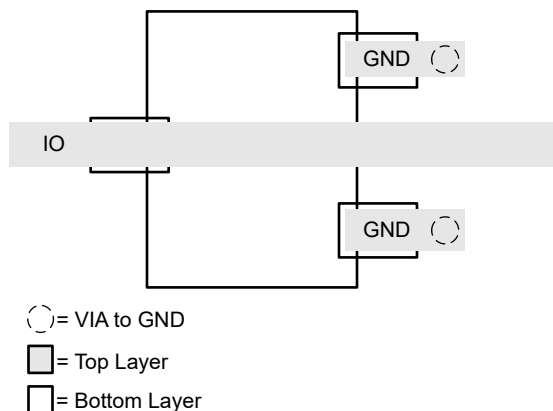 GND
IO
GND
= VIA to GND
= Top Layer
= Bottom Layer